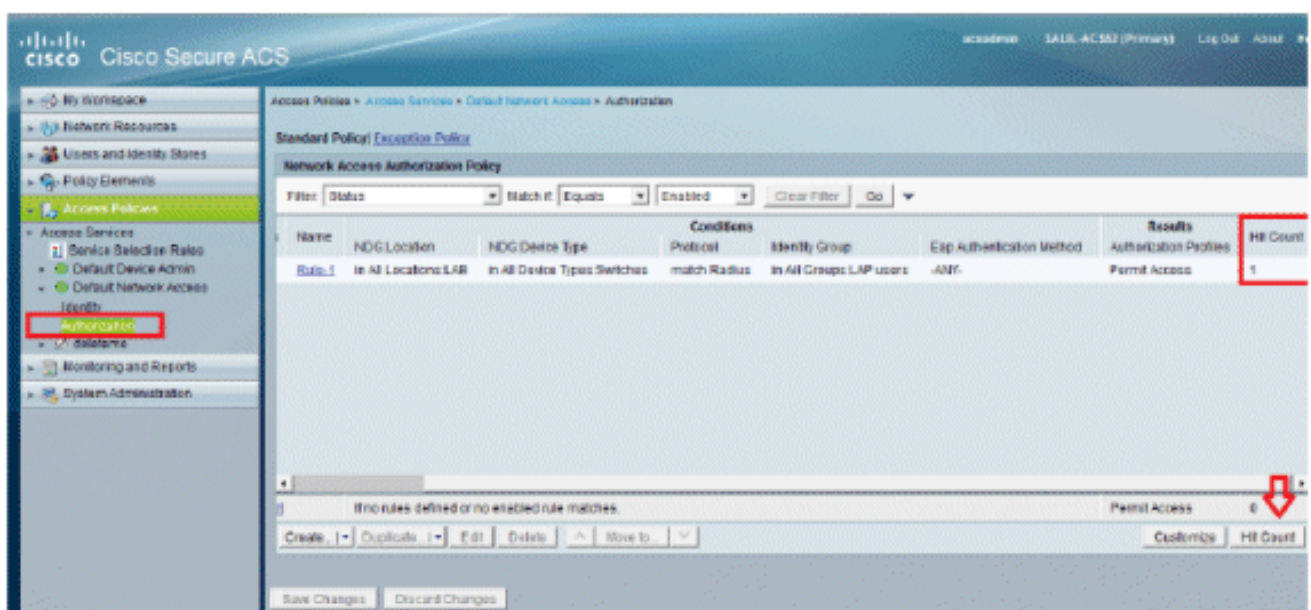 CISCO Cisco Secure ACS
acsadmin SALIL-ACS52 (Primary) Log Out About
My Workspace
Network Resources
Users and Identity Stores
Policy Elements
Access Policies
Access Services
Service Selection Rules
Default Device Admin
Default Network Access
Identity
Authorization
deleteme
Monitoring and Reports
System Administration
Access Policies > Access Services > Default Network Access > Authorization
Standard Policy| Exception Policy
Network Access Authorization Policy
Filter: Status Match if: Equals Enabled Clear Filter Go
Name Conditions Results Hit Count
NDG:Location NDG:Device Type Protocol Identity Group Eap Authentication Method Authorization Profiles
Rule-1 in All Locations:LAB in All Device Types:Switches match Radius in All Groups:LAP users -ANY- Permit Access 1
If no rules defined or no enabled rule matches. Permit Access 0
Create... Duplicate... Edit Delete Move to... Customize Hit Count
Save Changes Discard Changes